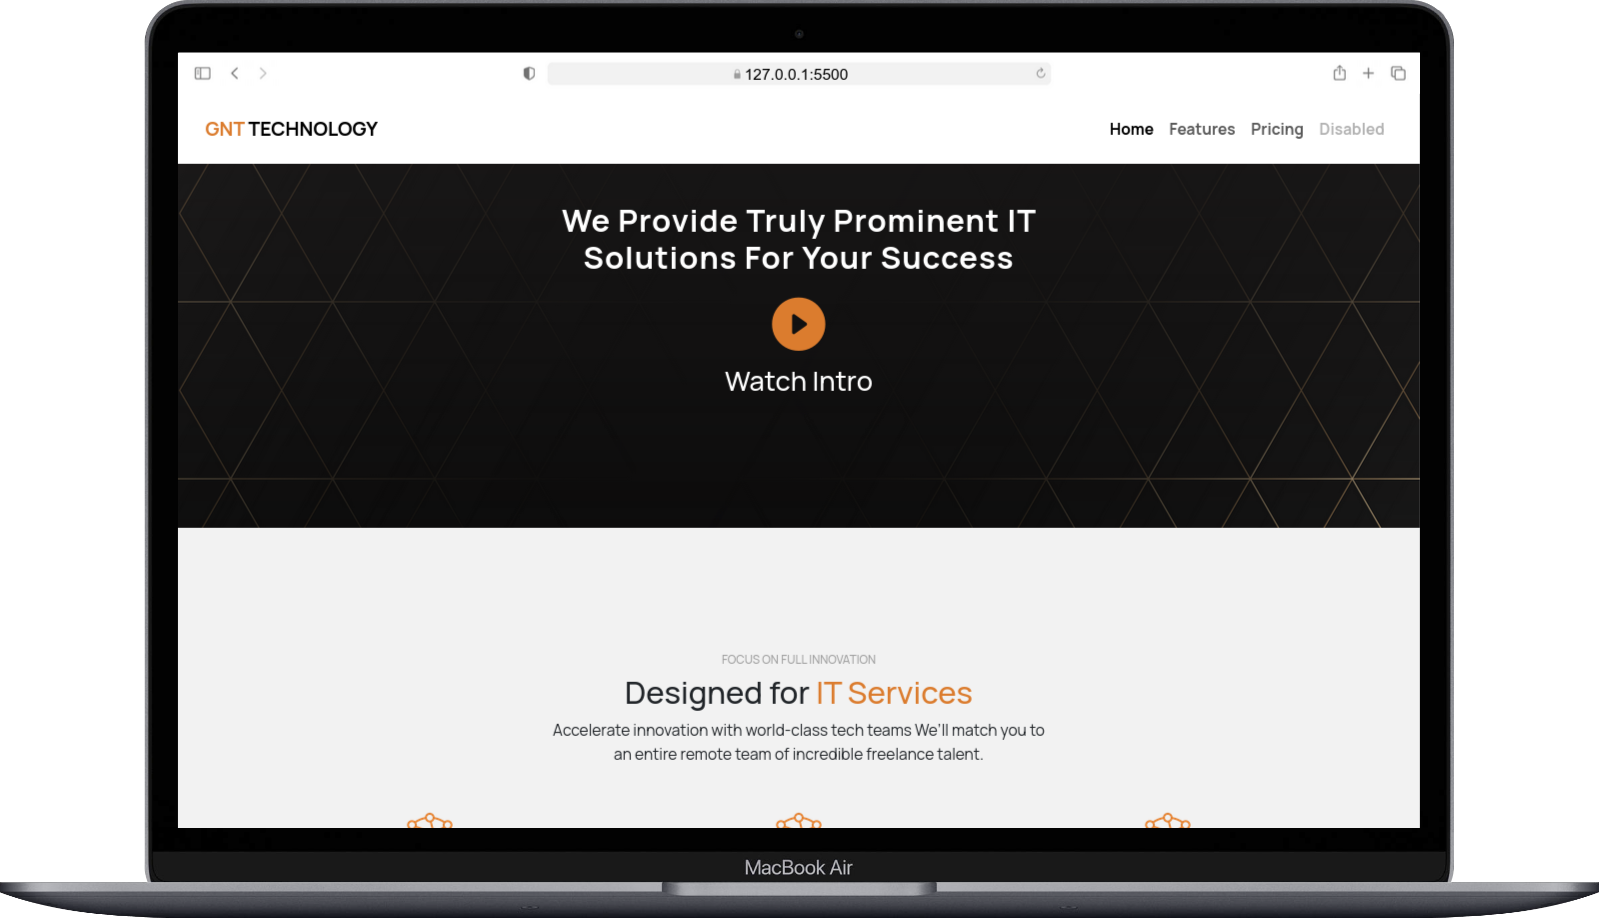 127.0.0.1:5500
GNT TECHNOLOGY
Home Features Pricing Disabled
We Provide Truly Prominent IT
Solutions For Your Success
Watch Intro
FOCUS ON FULL INNOVATION
Designed for IT Services
Accelerate innovation with world-class tech teams We'll match you to
an entire remote team of incredible freelance talent.
MacBook Air